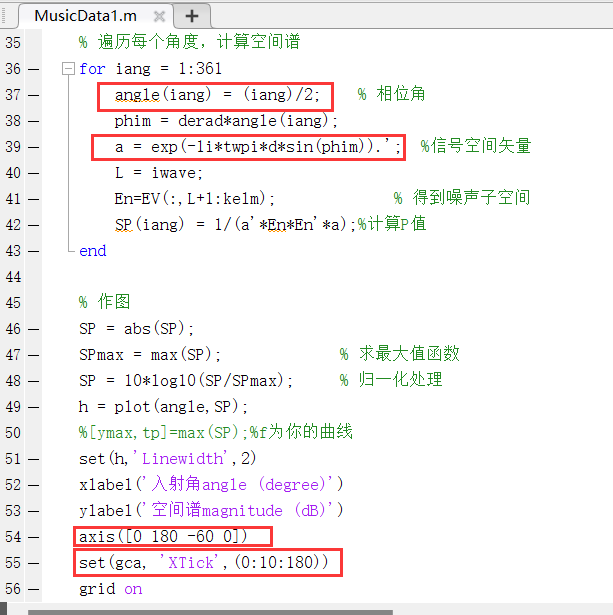 MusicData1.m × +
35 % 遍历每个角度，计算空间谱
36 — for iang = 1:361
37 — angle(iang) = (iang)/2; % 相位角
38 — phim = derad*angle(iang);
39 — a = exp(-1i*twpi*d*sin(phim)).'; %信号空间矢量
40 — L = iwave;
41 — En=EV(:,L+1:kelm); % 得到噪声子空间
42 — SP(iang) = 1/(a'*En*En'*a);%计算P值
43 — end
44
45 % 作图
46 — SP = abs(SP);
47 — SPmax = max(SP); % 求最大值函数
48 — SP = 10*log10(SP/SPmax); % 归一化处理
49 — h = plot(angle,SP);
50 %[ymax,tp]=max(SP);%f为你的曲线
51 — set(h,'Linewidth',2)
52 — xlabel('入射角angle (degree)')
53 — ylabel('空间谱magnitude (dB)')
54 — axis([0 180 -60 0])
55 — set(gca, 'XTick',(0:10:180))
56 — grid on